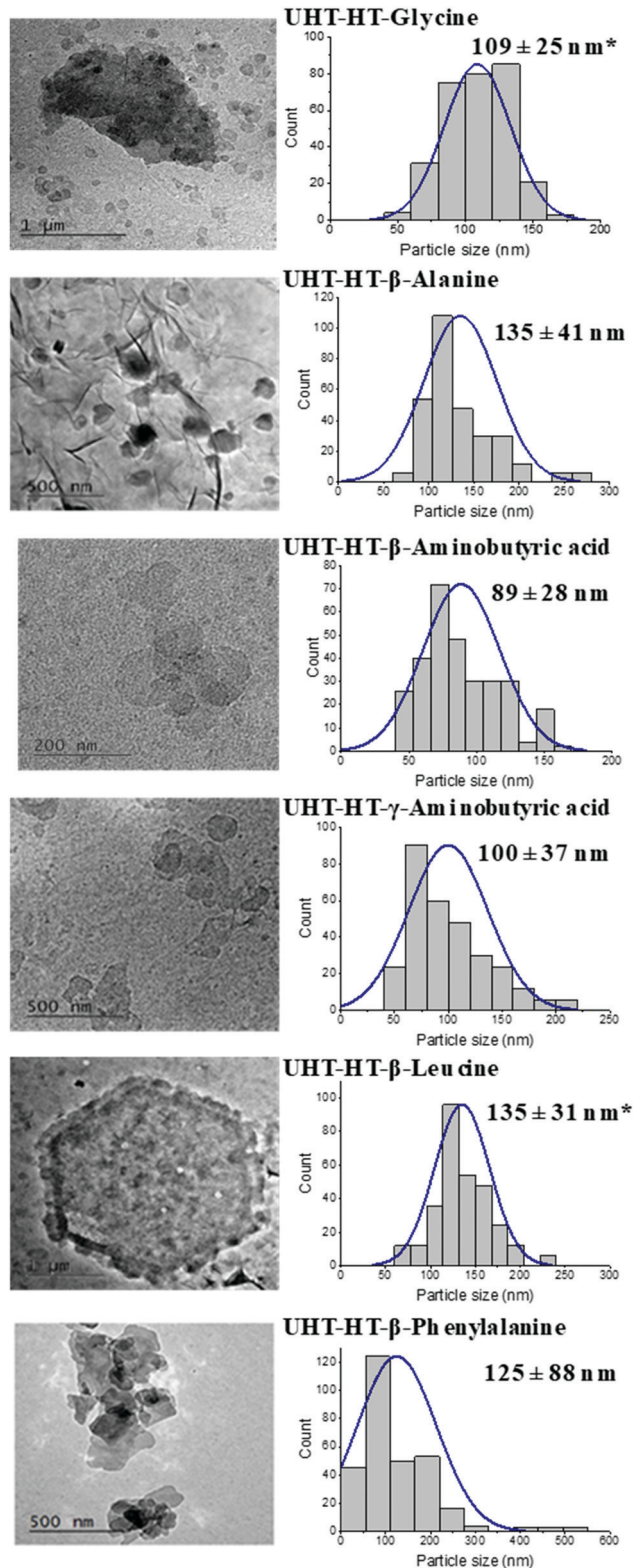 UHT-HT-Glycine
109 ± 25 nm*
100
80
60
40
20
0
Count
0 50 100 150 200
Particle size (nm)
1 µm
UHT-HT-β-Alanine
135 ± 41 nm
120
100
80
60
40
20
0
Count
0 50 100 150 200 250 300
Particle size (nm)
500 nm
UHT-HT-β-Aminobutyric acid
89 ± 28 nm
80
70
60
50
40
30
20
10
0
Count
0 50 100 150 200
Particle size (nm)
200 nm
UHT-HT-γ-Aminobutyric acid
100 ± 37 nm
100
80
60
40
20
0
Count
0 50 100 150 200 250
Particle size (nm)
500 nm
UHT-HT-β-Leucine
135 ± 31 nm*
100
80
60
40
20
0
Count
0 50 100 150 200 250 300
Particle size (nm)
1 µm
UHT-HT-β-Phenylalanine
125 ± 88 nm
120
100
80
60
40
20
0
Count
0 100 200 300 400 500 600
Particle size (nm)
500 nm